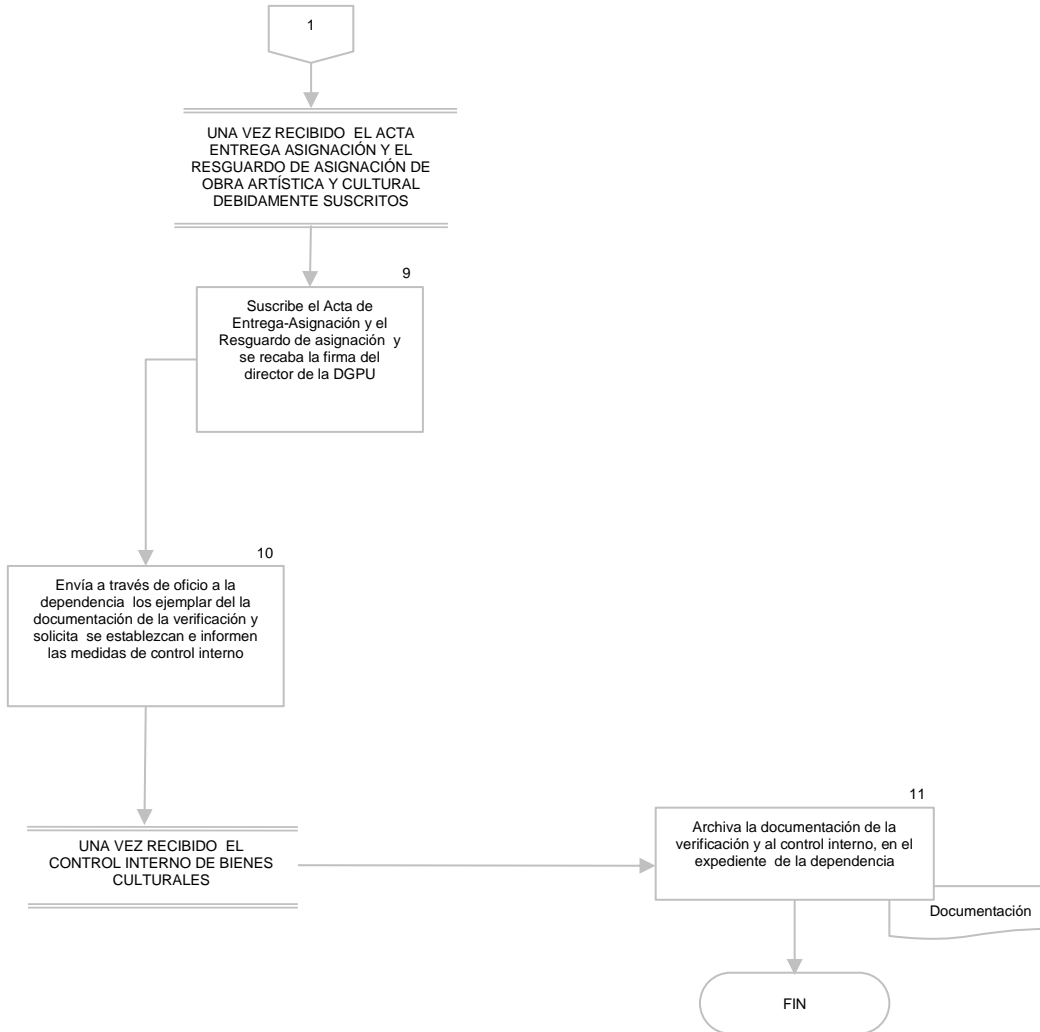 1
UNA VEZ RECIBIDO EL ACTA
ENTREGA ASIGNACIÓN Y EL
RESGUARDO DE ASIGNACIÓN DE
OBRA ARTÍSTICA Y CULTURAL
DEBIDAMENTE SUSCRITOS
9
Suscribe el Acta de
Entrega-Asignación y el
Resguardo de asignación y
se recaba la firma del
director de la DGPU
10
Envía a través de oficio a la
dependencia los ejemplar del la
documentación de la verificación y
solicita se establezcan e informen
las medidas de control interno
UNA VEZ RECIBIDO EL
CONTROL INTERNO DE BIENES
CULTURALES
11
Archiva la documentación de la
verificación y al control interno, en el
expediente de la dependencia
Documentación
FIN